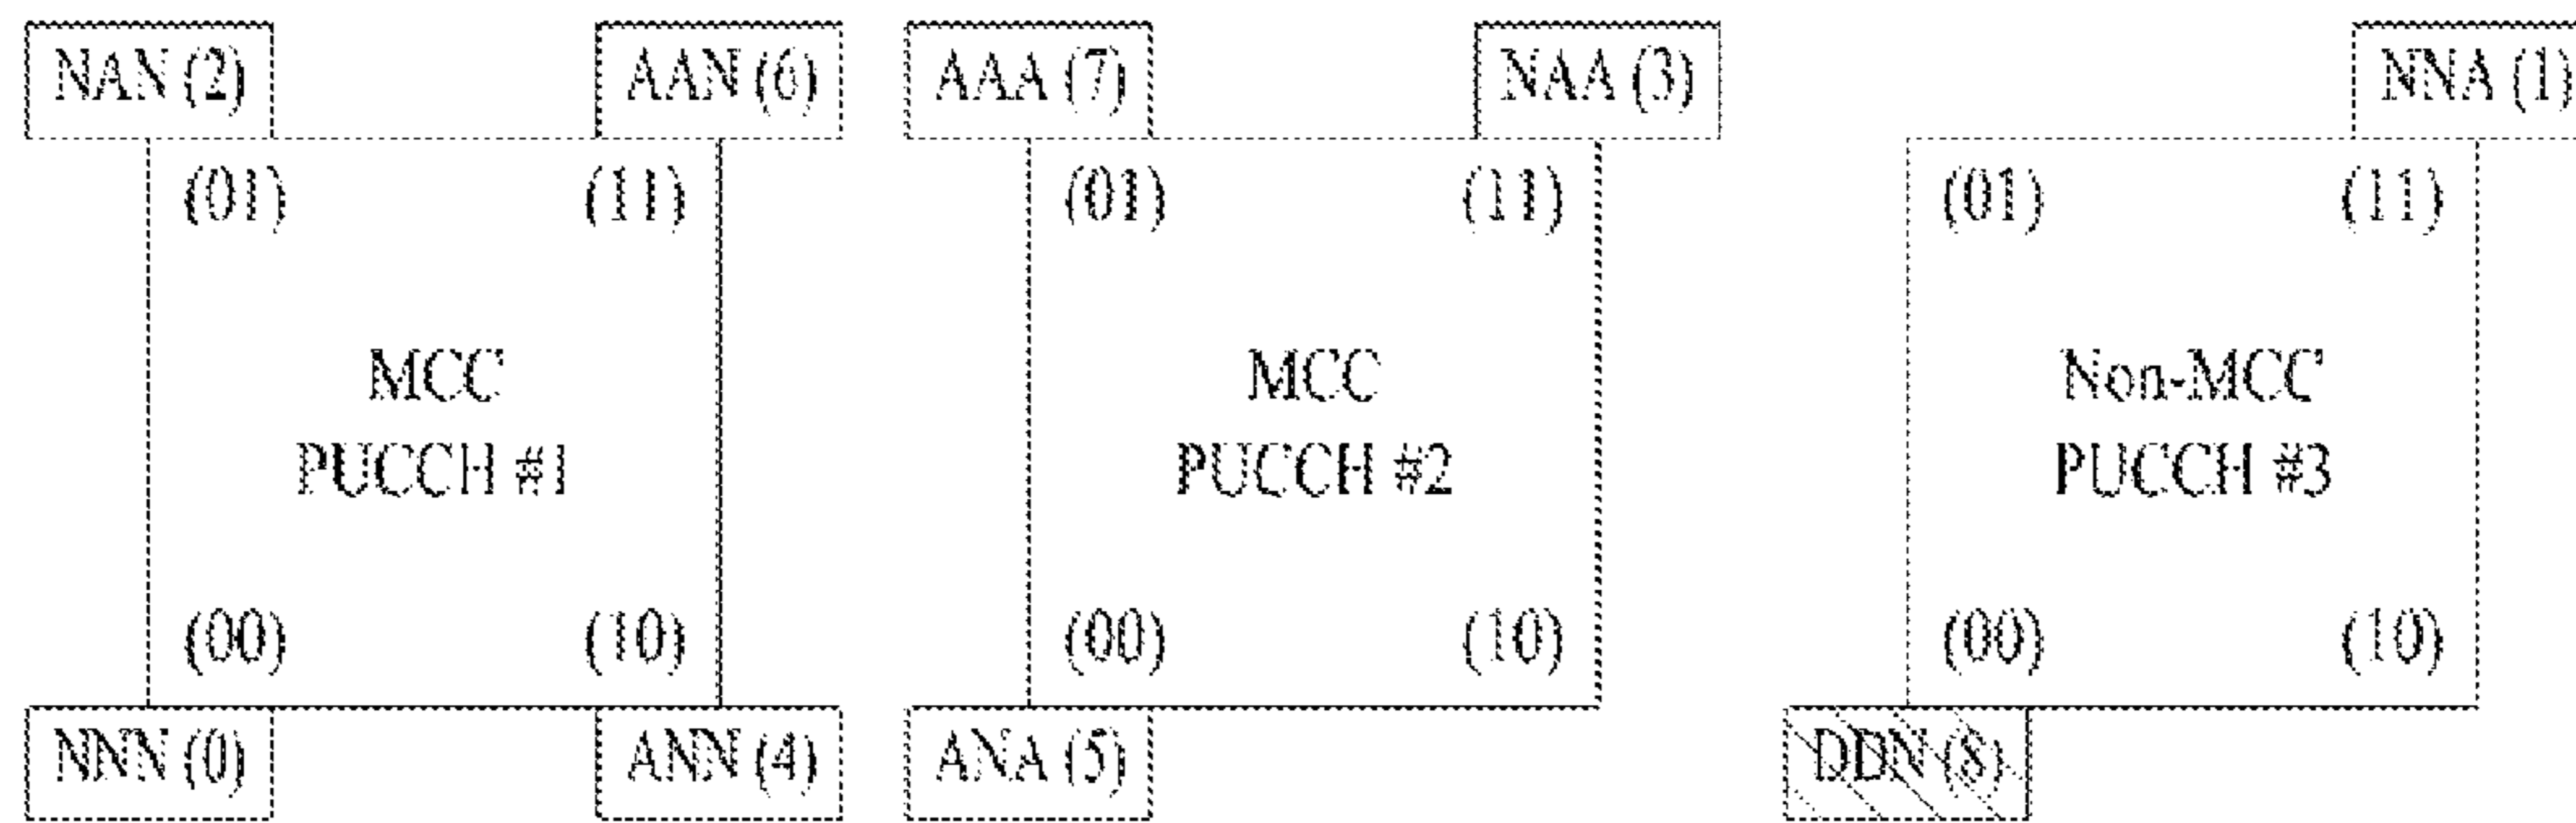 NAN (2) AAN (6) AAA (7) NAA (3) NNA (1)
(01) (11) (01) (11) (01) (11)
MCC MCC Non-MCC
PUCCH #1 PUCCH #2 PUCCH #3
(00) (10) (00) (10) (00) (10)
NNN (0) ANN (4) ANA (5) DDN (8)